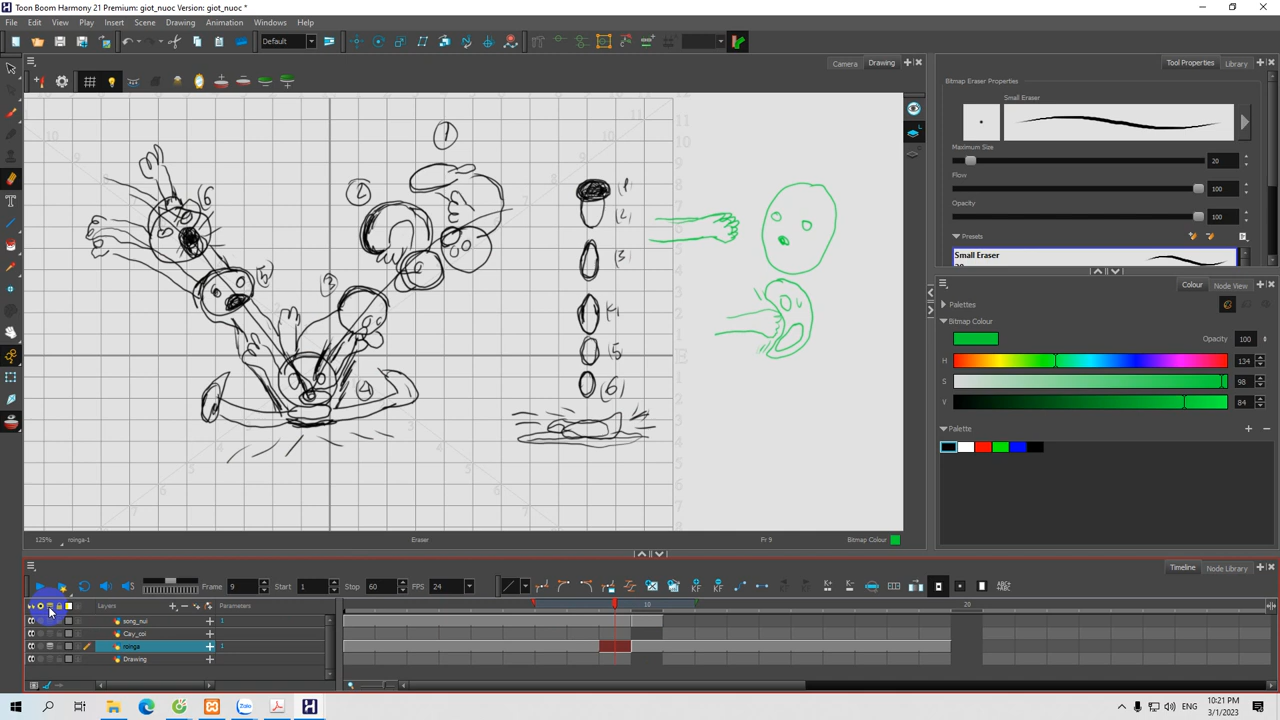 Toon Boom Harmony 21 Premium: giot_nuoc Version: giot_nuoc *
File Edit View Play Insert Scene Drawing Animation Windows Help
Default
Camera Drawing
Tool Properties Library
Bitmap Eraser Properties
Small Eraser
Maximum Size
20
Flow
100
Opacity
100
Presets
Small Eraser
Colour Node View
Palettes
Bitmap Colour
Opacity 100
H 134
S 98
V 84
Palette
125% roinga-1 Eraser Fr 9 Bitmap Colour
Timeline Node Library
Frame 9 Start 1 Stop 60 FPS 24
Layers Parameters 10 20
song_nui 1
Cay_coi
roinga 1
Drawing
ENG
10:21 PM
3/1/2023